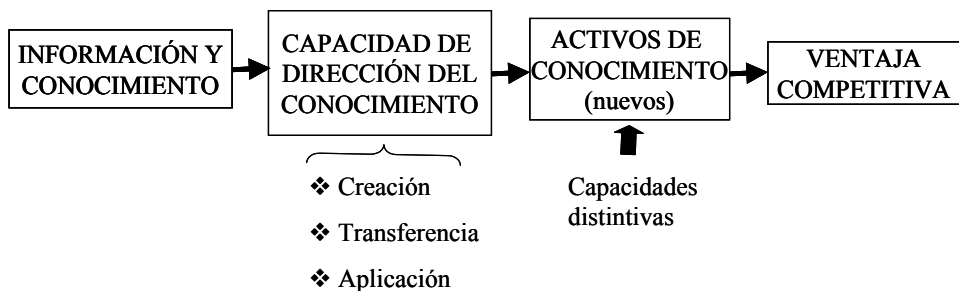 INFORMACIÓN Y
CONOCIMIENTO
CAPACIDAD DE
DIRECCIÓN DEL
CONOCIMIENTO
ACTIVOS DE
CONOCIMIENTO
(nuevos)
VENTAJA
COMPETITIVA
❖ Creación
❖ Transferencia
❖ Aplicación
Capacidades
distintivas